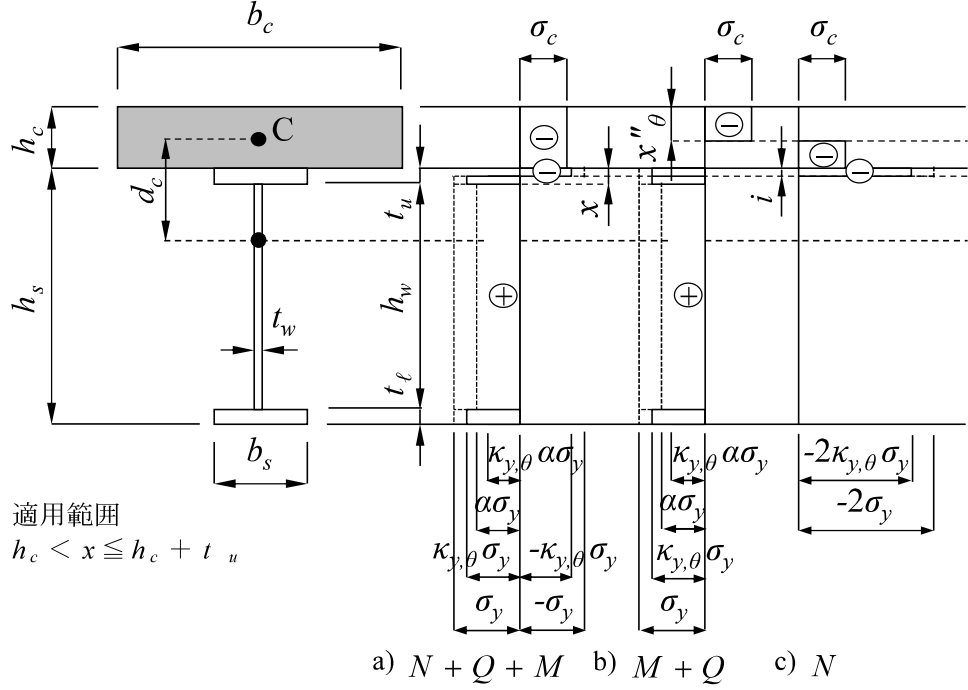 b_c
σ_c
σ_c
σ_c
h_c
C
⊖
⊖
⊖
x″_θ
⊖
⊖
d_c
t_u
x
i
h_s
h_w
⊕
⊕
t_w
t_ℓ
b_s
κ_{y,θ} ασ_y
κ_{y,θ} ασ_y
-2κ_{y,θ} σ_y
ασ_y
ασ_y
-2σ_y
適用範囲
h_c < x ≦ h_c + t_u
κ_{y,θ} σ_y
-κ_{y,θ} σ_y
κ_{y,θ} σ_y
σ_y
-σ_y
σ_y
a) N + Q + M
b) M + Q
c) N